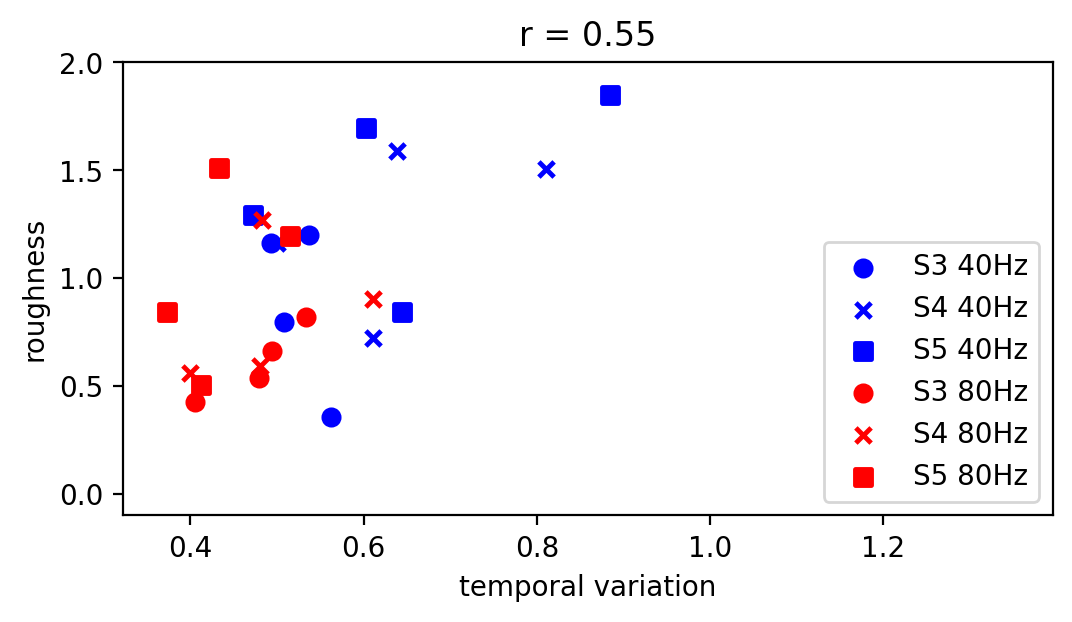 r = 0.55
2.0
1.5
1.0
0.5
0.0
roughness
0.4 0.6 0.8 1.0 1.2
temporal variation
S3 40Hz
S4 40Hz
S5 40Hz
S3 80Hz
S4 80Hz
S5 80Hz